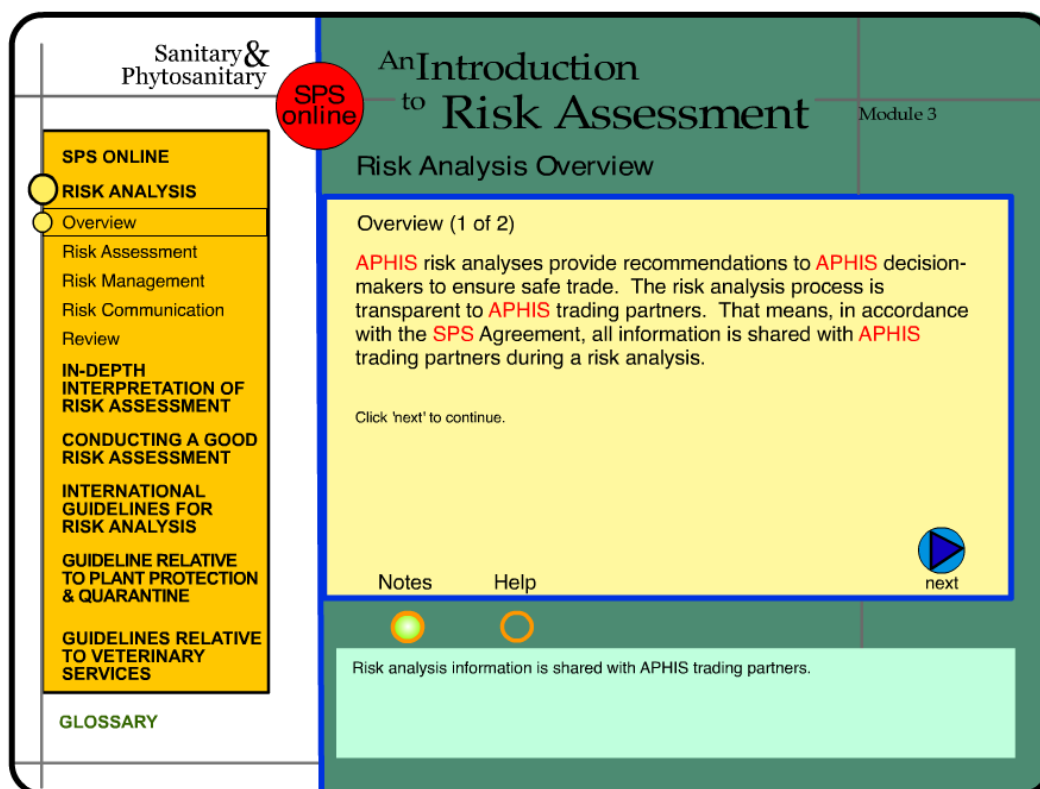 Sanitary &
Phytosanitary
SPS
online
An Introduction
to Risk Assessment
Module 3
Risk Analysis Overview
SPS ONLINE
RISK ANALYSIS
Overview
Risk Assessment
Risk Management
Risk Communication
Review
IN-DEPTH
INTERPRETATION OF
RISK ASSESSMENT
CONDUCTING A GOOD
RISK ASSESSMENT
INTERNATIONAL
GUIDELINES FOR
RISK ANALYSIS
GUIDELINE RELATIVE
TO PLANT PROTECTION
& QUARANTINE
GUIDELINES RELATIVE
TO VETERINARY
SERVICES
GLOSSARY
Overview (1 of 2)
APHIS risk analyses provide recommendations to APHIS decision-
makers to ensure safe trade.  The risk analysis process is
transparent to APHIS trading partners.  That means, in accordance
with the SPS Agreement, all information is shared with APHIS
trading partners during a risk analysis.
Click 'next' to continue.
next
Notes
Help
Risk analysis information is shared with APHIS trading partners.